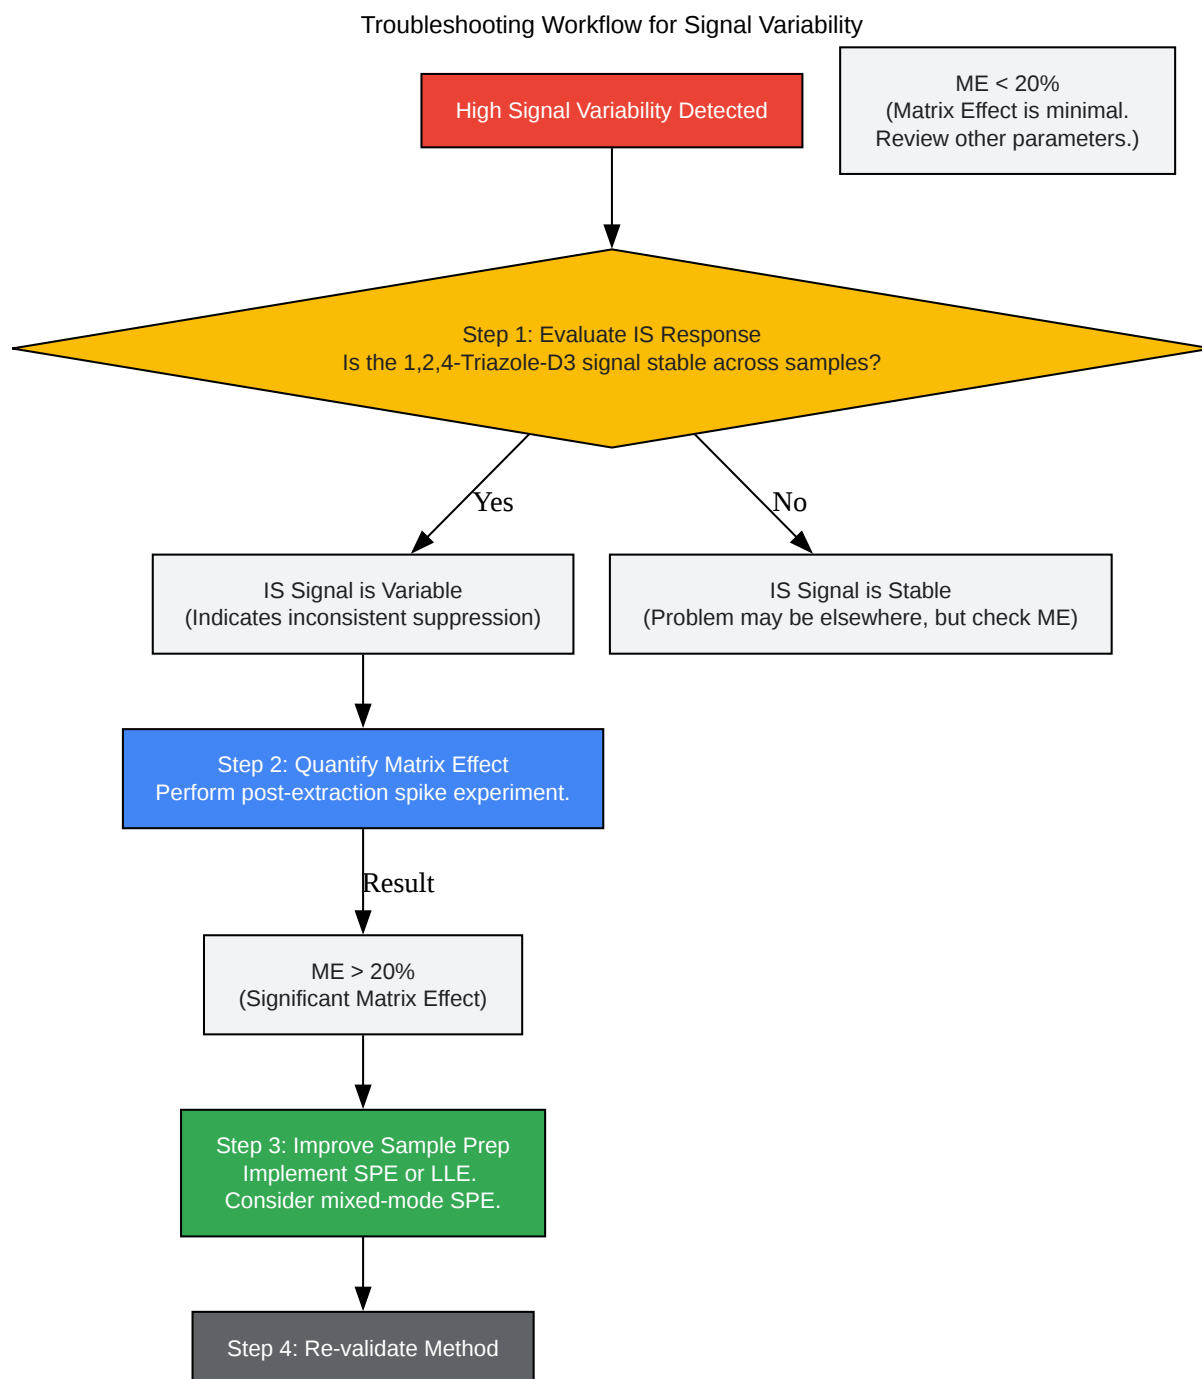 Troubleshooting Workflow for Signal Variability
High Signal Variability Detected
ME < 20%
(Matrix Effect is minimal.
Review other parameters.)
Step 1: Evaluate IS Response
Is the 1,2,4-Triazole-D3 signal stable across samples?
Yes
No
IS Signal is Variable
(Indicates inconsistent suppression)
IS Signal is Stable
(Problem may be elsewhere, but check ME)
Step 2: Quantify Matrix Effect
Perform post-extraction spike experiment.
Result
ME > 20%
(Significant Matrix Effect)
Step 3: Improve Sample Prep
Implement SPE or LLE.
Consider mixed-mode SPE.
Step 4: Re-validate Method